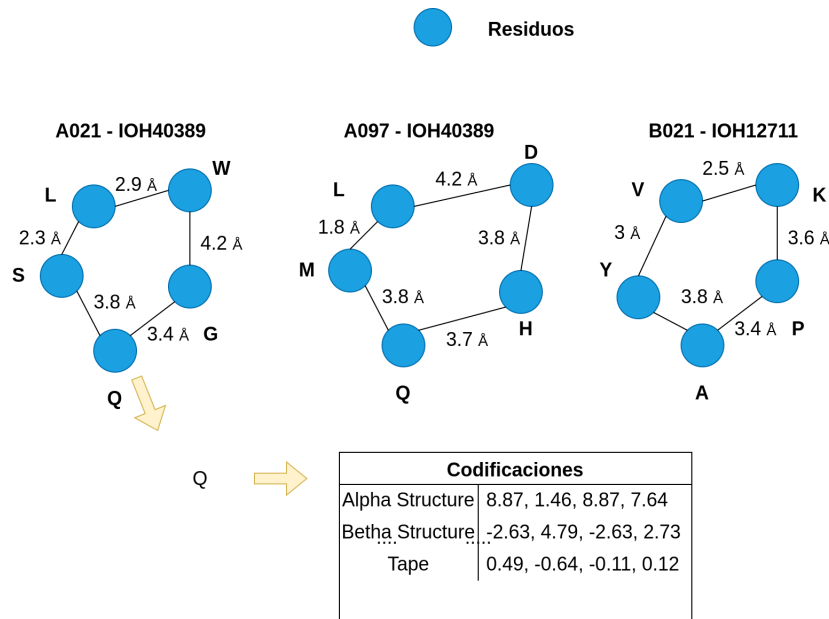 Residuos
A021 - IOH40389
A097 - IOH40389
B021 - IOH12711
L
2.9 Å
W
2.3 Å
4.2 Å
S
3.8 Å
3.4 Å
G
Q
D
L
4.2 Å
1.8 Å
3.8 Å
M
3.8 Å
3.7 Å
H
Q
V
2.5 Å
K
3 Å
3.6 Å
Y
3.8 Å
3.4 Å
P
A
Q
Codificaciones
Alpha Structure 8.87, 1.46, 8.87, 7.64
Betha Structure -2.63, 4.79, -2.63, 2.73
.... .....
Tape 0.49, -0.64, -0.11, 0.12